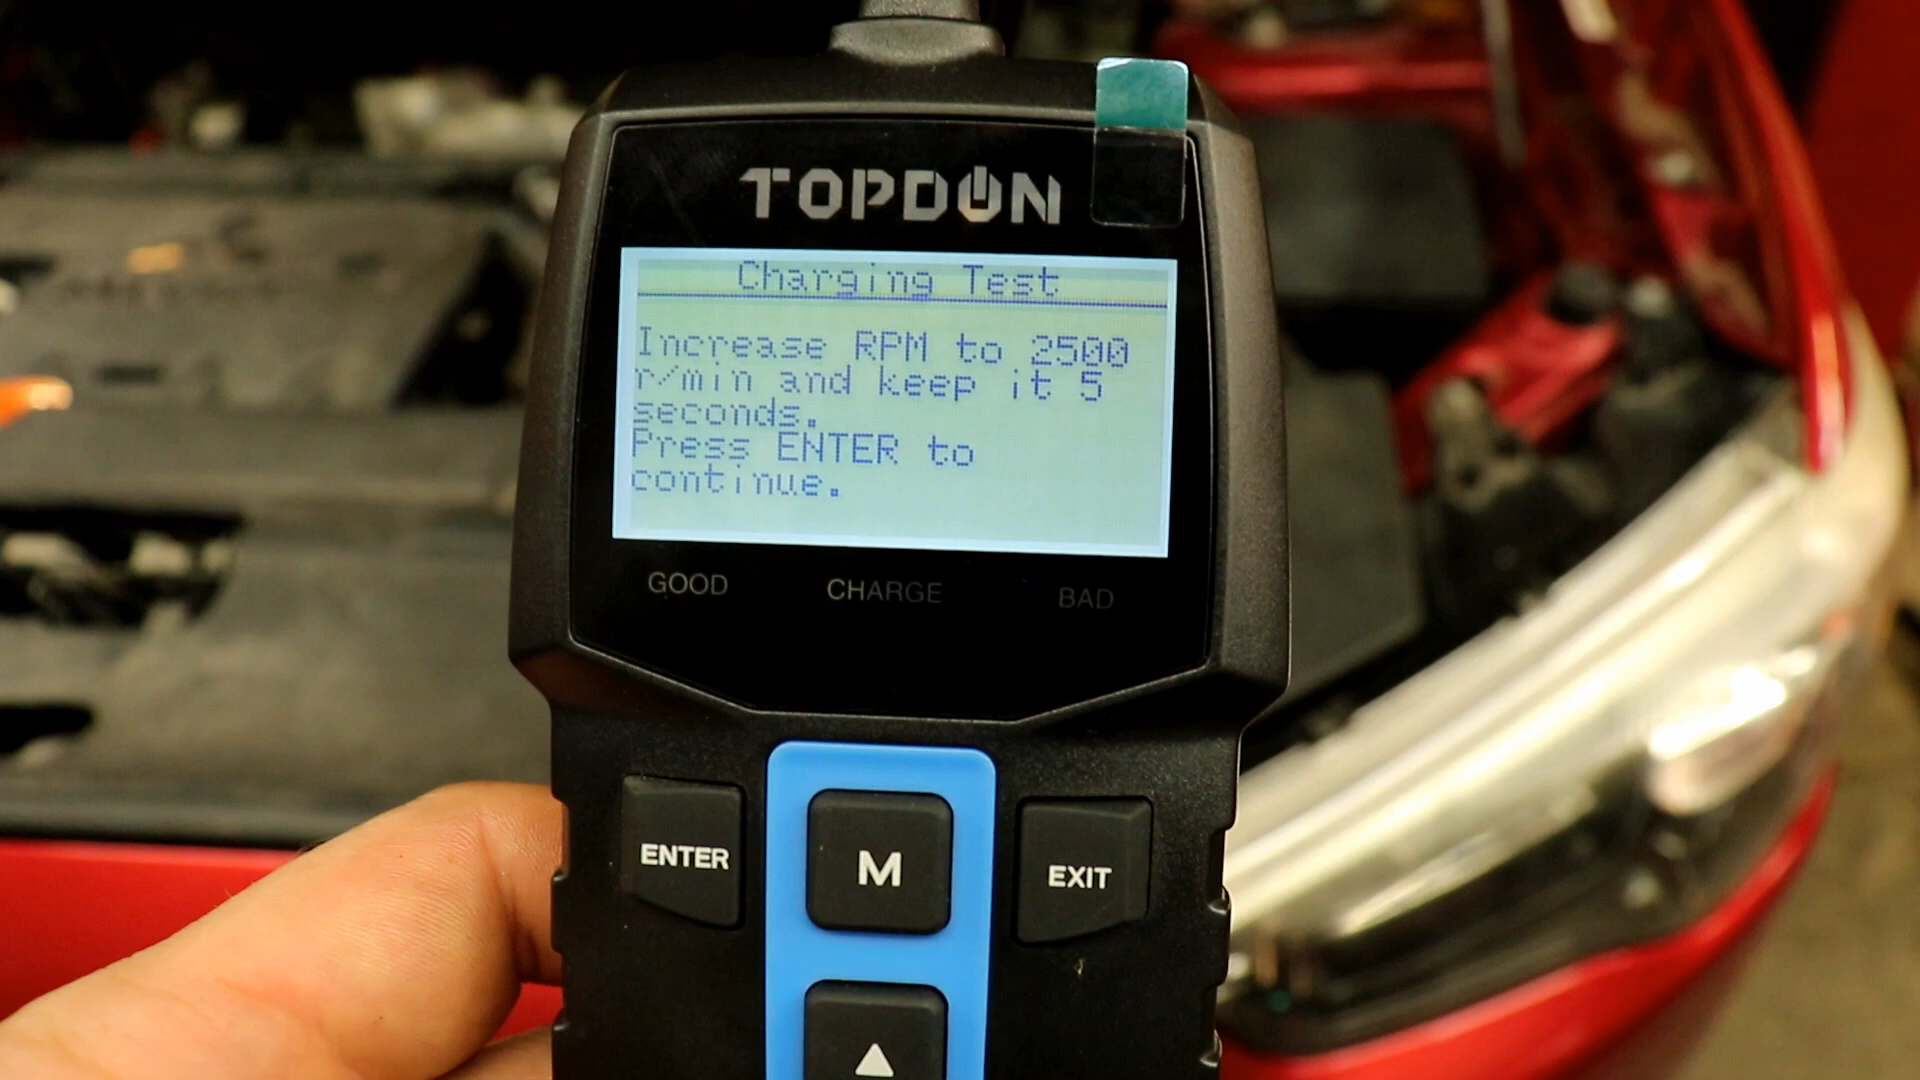 TOPDON
Charging Test
Increase RPM to 2500
r/min and keep it 5
seconds.
Press ENTER to
continue.
GOOD CHARGE BAD
ENTER M EXIT